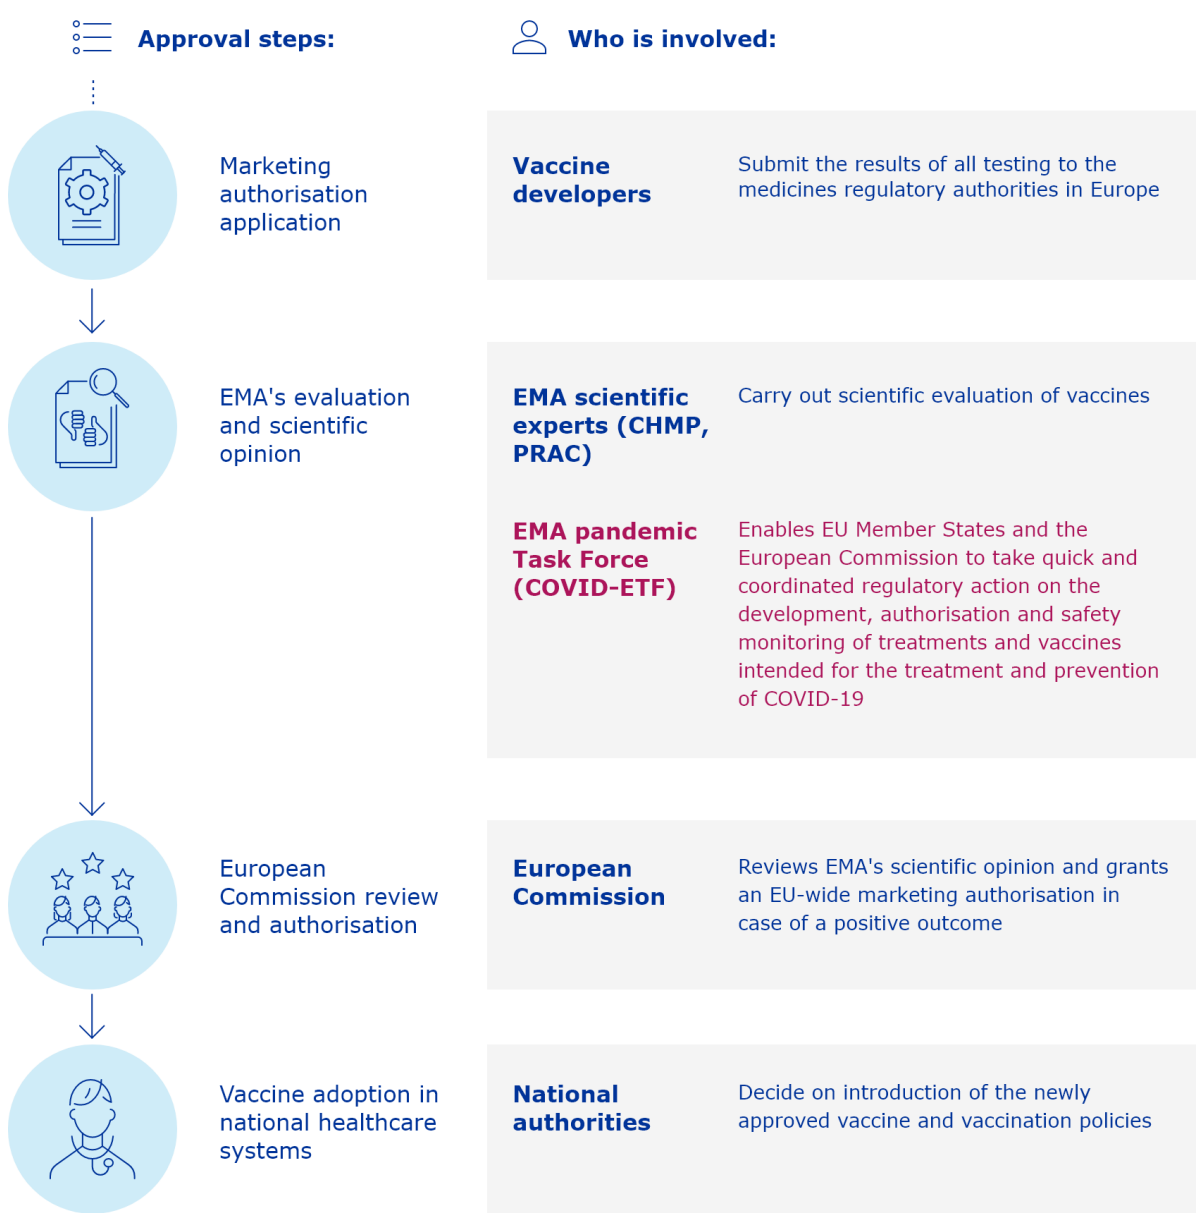 Approval steps:
Who is involved:
Marketing
authorisation
application
Vaccine
developers
Submit the results of all testing to the
medicines regulatory authorities in Europe
EMA's evaluation
and scientific
opinion
EMA scientific
experts (CHMP,
PRAC)
Carry out scientific evaluation of vaccines
EMA pandemic
Task Force
(COVID-ETF)
Enables EU Member States and the
European Commission to take quick and
coordinated regulatory action on the
development, authorisation and safety
monitoring of treatments and vaccines
intended for the treatment and prevention
of COVID-19
European
Commission review
and authorisation
European
Commission
Reviews EMA's scientific opinion and grants
an EU-wide marketing authorisation in
case of a positive outcome
Vaccine adoption in
national healthcare
systems
National
authorities
Decide on introduction of the newly
approved vaccine and vaccination policies